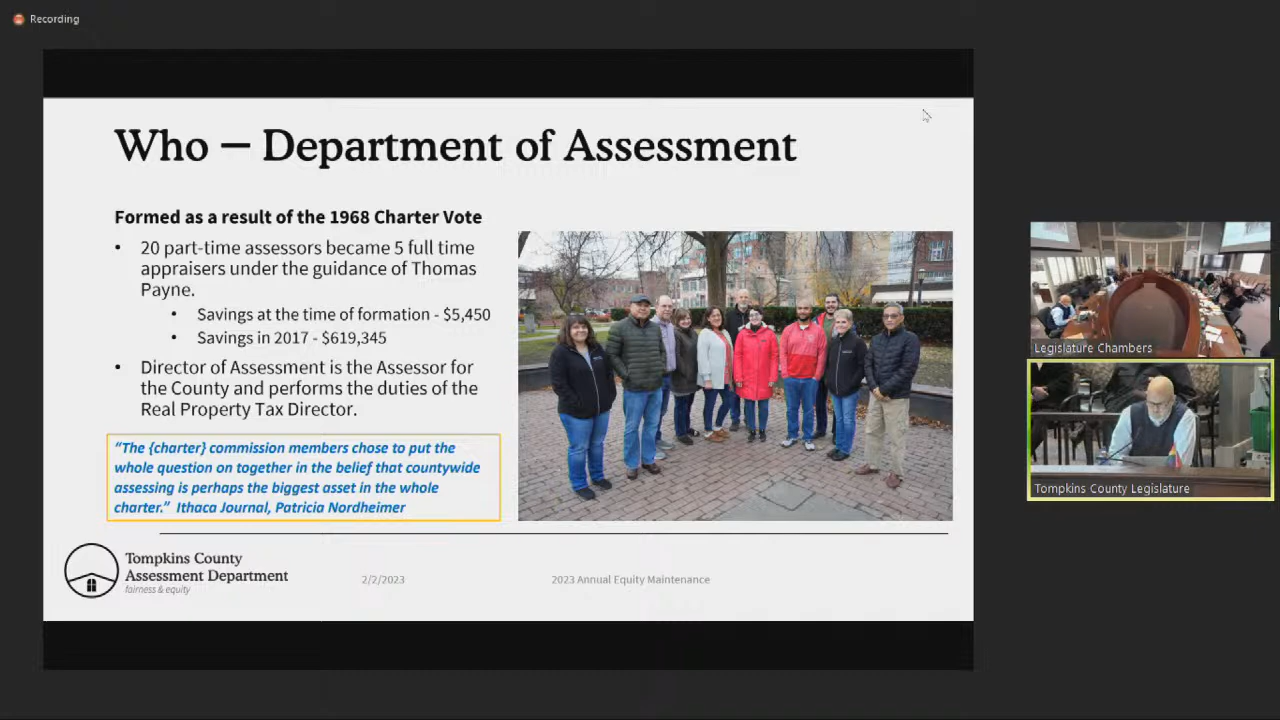 Recording
Who — Department of Assessment
Formed as a result of the 1968 Charter Vote
• 20 part-time assessors became 5 full time
appraisers under the guidance of Thomas
Payne.
• Savings at the time of formation - $5,450
• Savings in 2017 - $619,345
• Director of Assessment is the Assessor for
the County and performs the duties of the
Real Property Tax Director.
“The {charter} commission members chose to put the
whole question on together in the belief that countywide
assessing is perhaps the biggest asset in the whole
charter.” Ithaca Journal, Patricia Nordheimer
Tompkins County
Assessment Department
fairness & equity
2/2/2023
2023 Annual Equity Maintenance
Legislature Chambers
Tompkins County Legislature